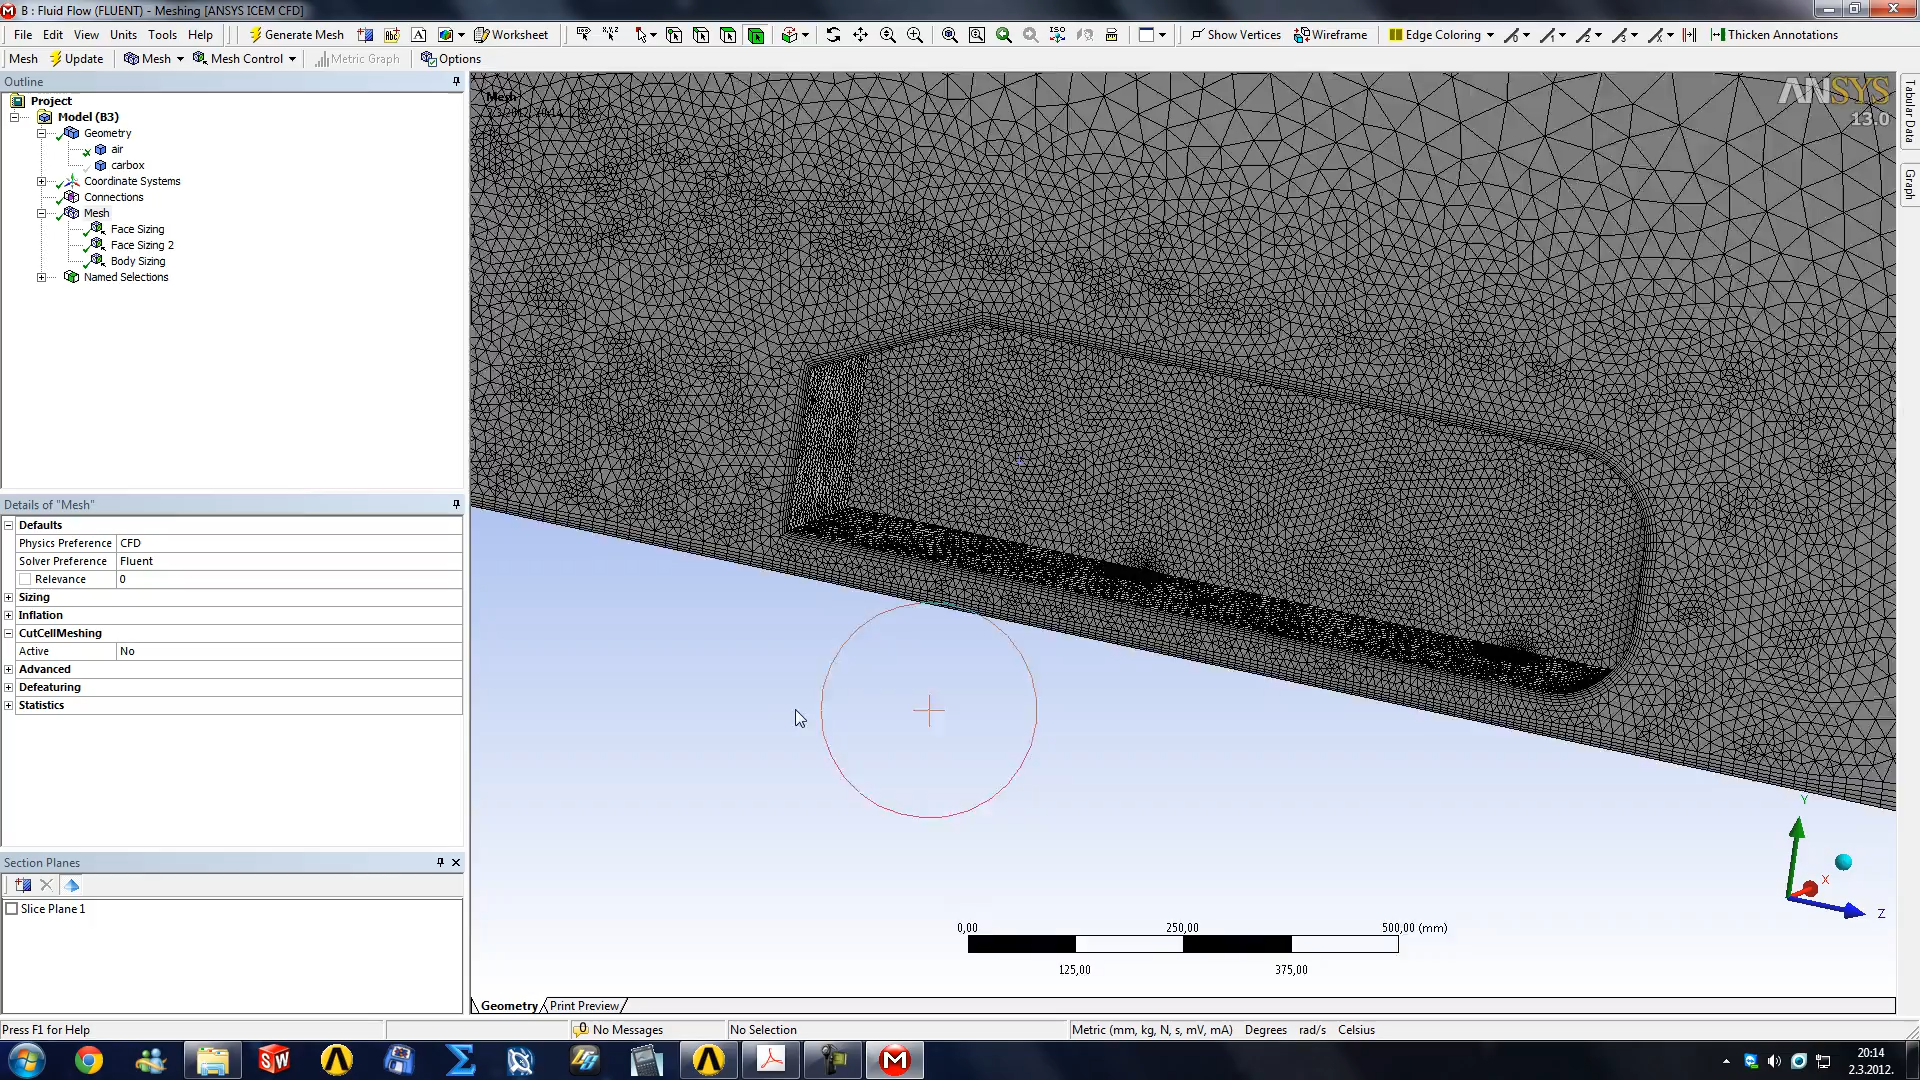 B : Fluid Flow (FLUENT) - Meshing [ANSYS ICEM CFD]
File Edit View Units Tools Help Generate Mesh Worksheet Show Vertices Wireframe Edge Coloring Thicken Annotations
Mesh Update Mesh Mesh Control Metric Graph Options
Outline
Project
Model (B3)
Geometry
air
carbox
Coordinate Systems
Connections
Mesh
Face Sizing
Face Sizing 2
Body Sizing
Named Selections
Details of "Mesh"
Defaults
Physics Preference CFD
Solver Preference Fluent
Relevance 0
Sizing
Inflation
CutCellMeshing
Active No
Advanced
Defeaturing
Statistics
Section Planes
Slice Plane 1
Mesh
ANSYS
13.0
Tabular Data
Graph
Y
X
Z
0,00 250,00 500,00 (mm)
125,00 375,00
Geometry Print Preview
Press F1 for Help 0 No Messages No Selection Metric (mm, kg, N, s, mV, mA) Degrees rad/s Celsius
20:14
2.3.2012.